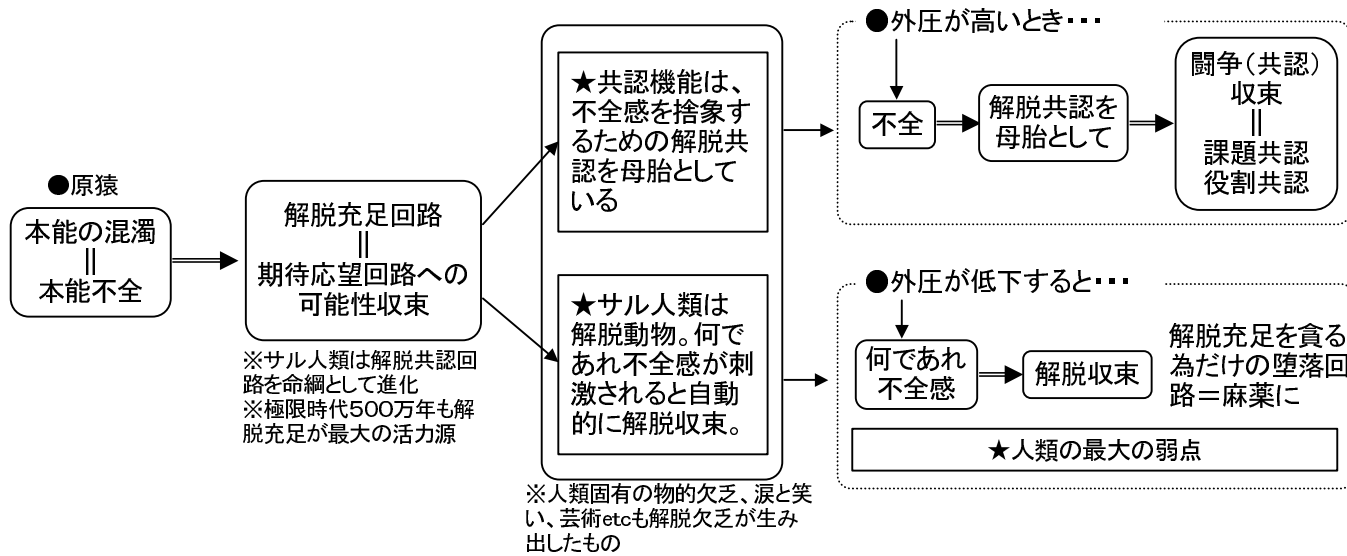 ●原猿
本能の混濁
||
本能不全
解脱充足回路
||
期待応望回路への
可能性収束
※サル人類は解脱共認回
路を命綱として進化
※極限時代500万年も解
脱充足が最大の活力源
★共認機能は、
不全感を捨象す
るための解脱共
認を母胎として
いる
★サル人類は
解脱動物。何で
あれ不全感が刺
激されると自動
的に解脱収束。
※人類固有の物的欠乏、涙と笑
い、芸術etcも解脱欠乏が生み
出したもの
●外圧が高いとき・・・
不全
解脱共認を
母胎として
闘争(共認)
収束
||
課題共認
役割共認
●外圧が低下すると・・・
何であれ
不全感
解脱収束
解脱充足を貪る
為だけの堕落回
路=麻薬に
★人類の最大の弱点